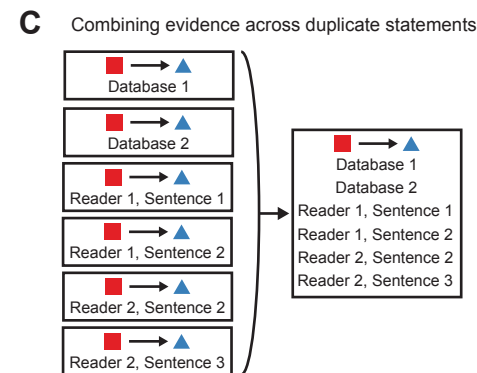 C Combining evidence across duplicate statements
Database 1
Database 2
Reader 1, Sentence 1
Reader 1, Sentence 2
Reader 2, Sentence 2
Reader 2, Sentence 3
Database 1
Database 2
Reader 1, Sentence 1
Reader 1, Sentence 2
Reader 2, Sentence 2
Reader 2, Sentence 3